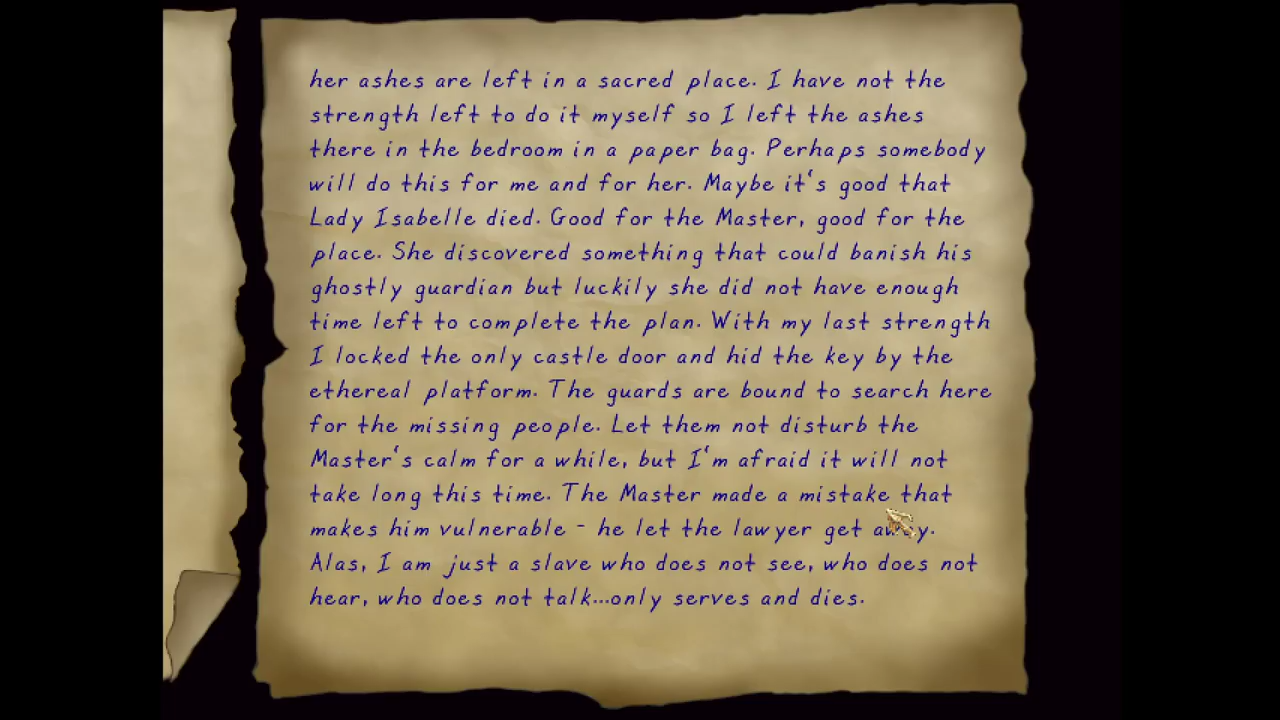 her ashes are left in a sacred place. I have not the
strength left to do it myself so I left the ashes
there in the bedroom in a paper bag. Perhaps somebody
will do this for me and for her. Maybe it's good that
Lady Isabelle died. Good for the Master, good for the
place. She discovered something that could banish his
ghostly guardian but luckily she did not have enough
time left to complete the plan. With my last strength
I locked the only castle door and hid the key by the
ethereal platform. The guards are bound to search here
for the missing people. Let them not disturb the
Master's calm for a while, but I'm afraid it will not
take long this time. The Master made a mistake that
makes him vulnerable - he let the lawyer get away.
Alas, I am just a slave who does not see, who does not
hear, who does not talk...only serves and dies.